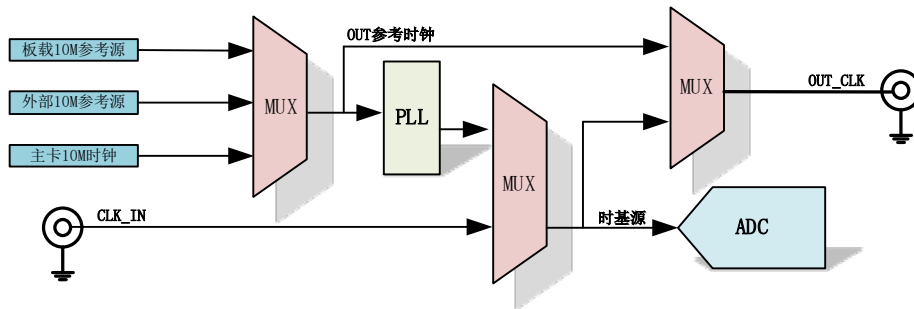 板载10M参考源
外部10M参考源
主卡10M时钟
MUX
OUT参考时钟
PLL
MUX
OUT_CLK
CLK_IN
MUX
时基源
ADC